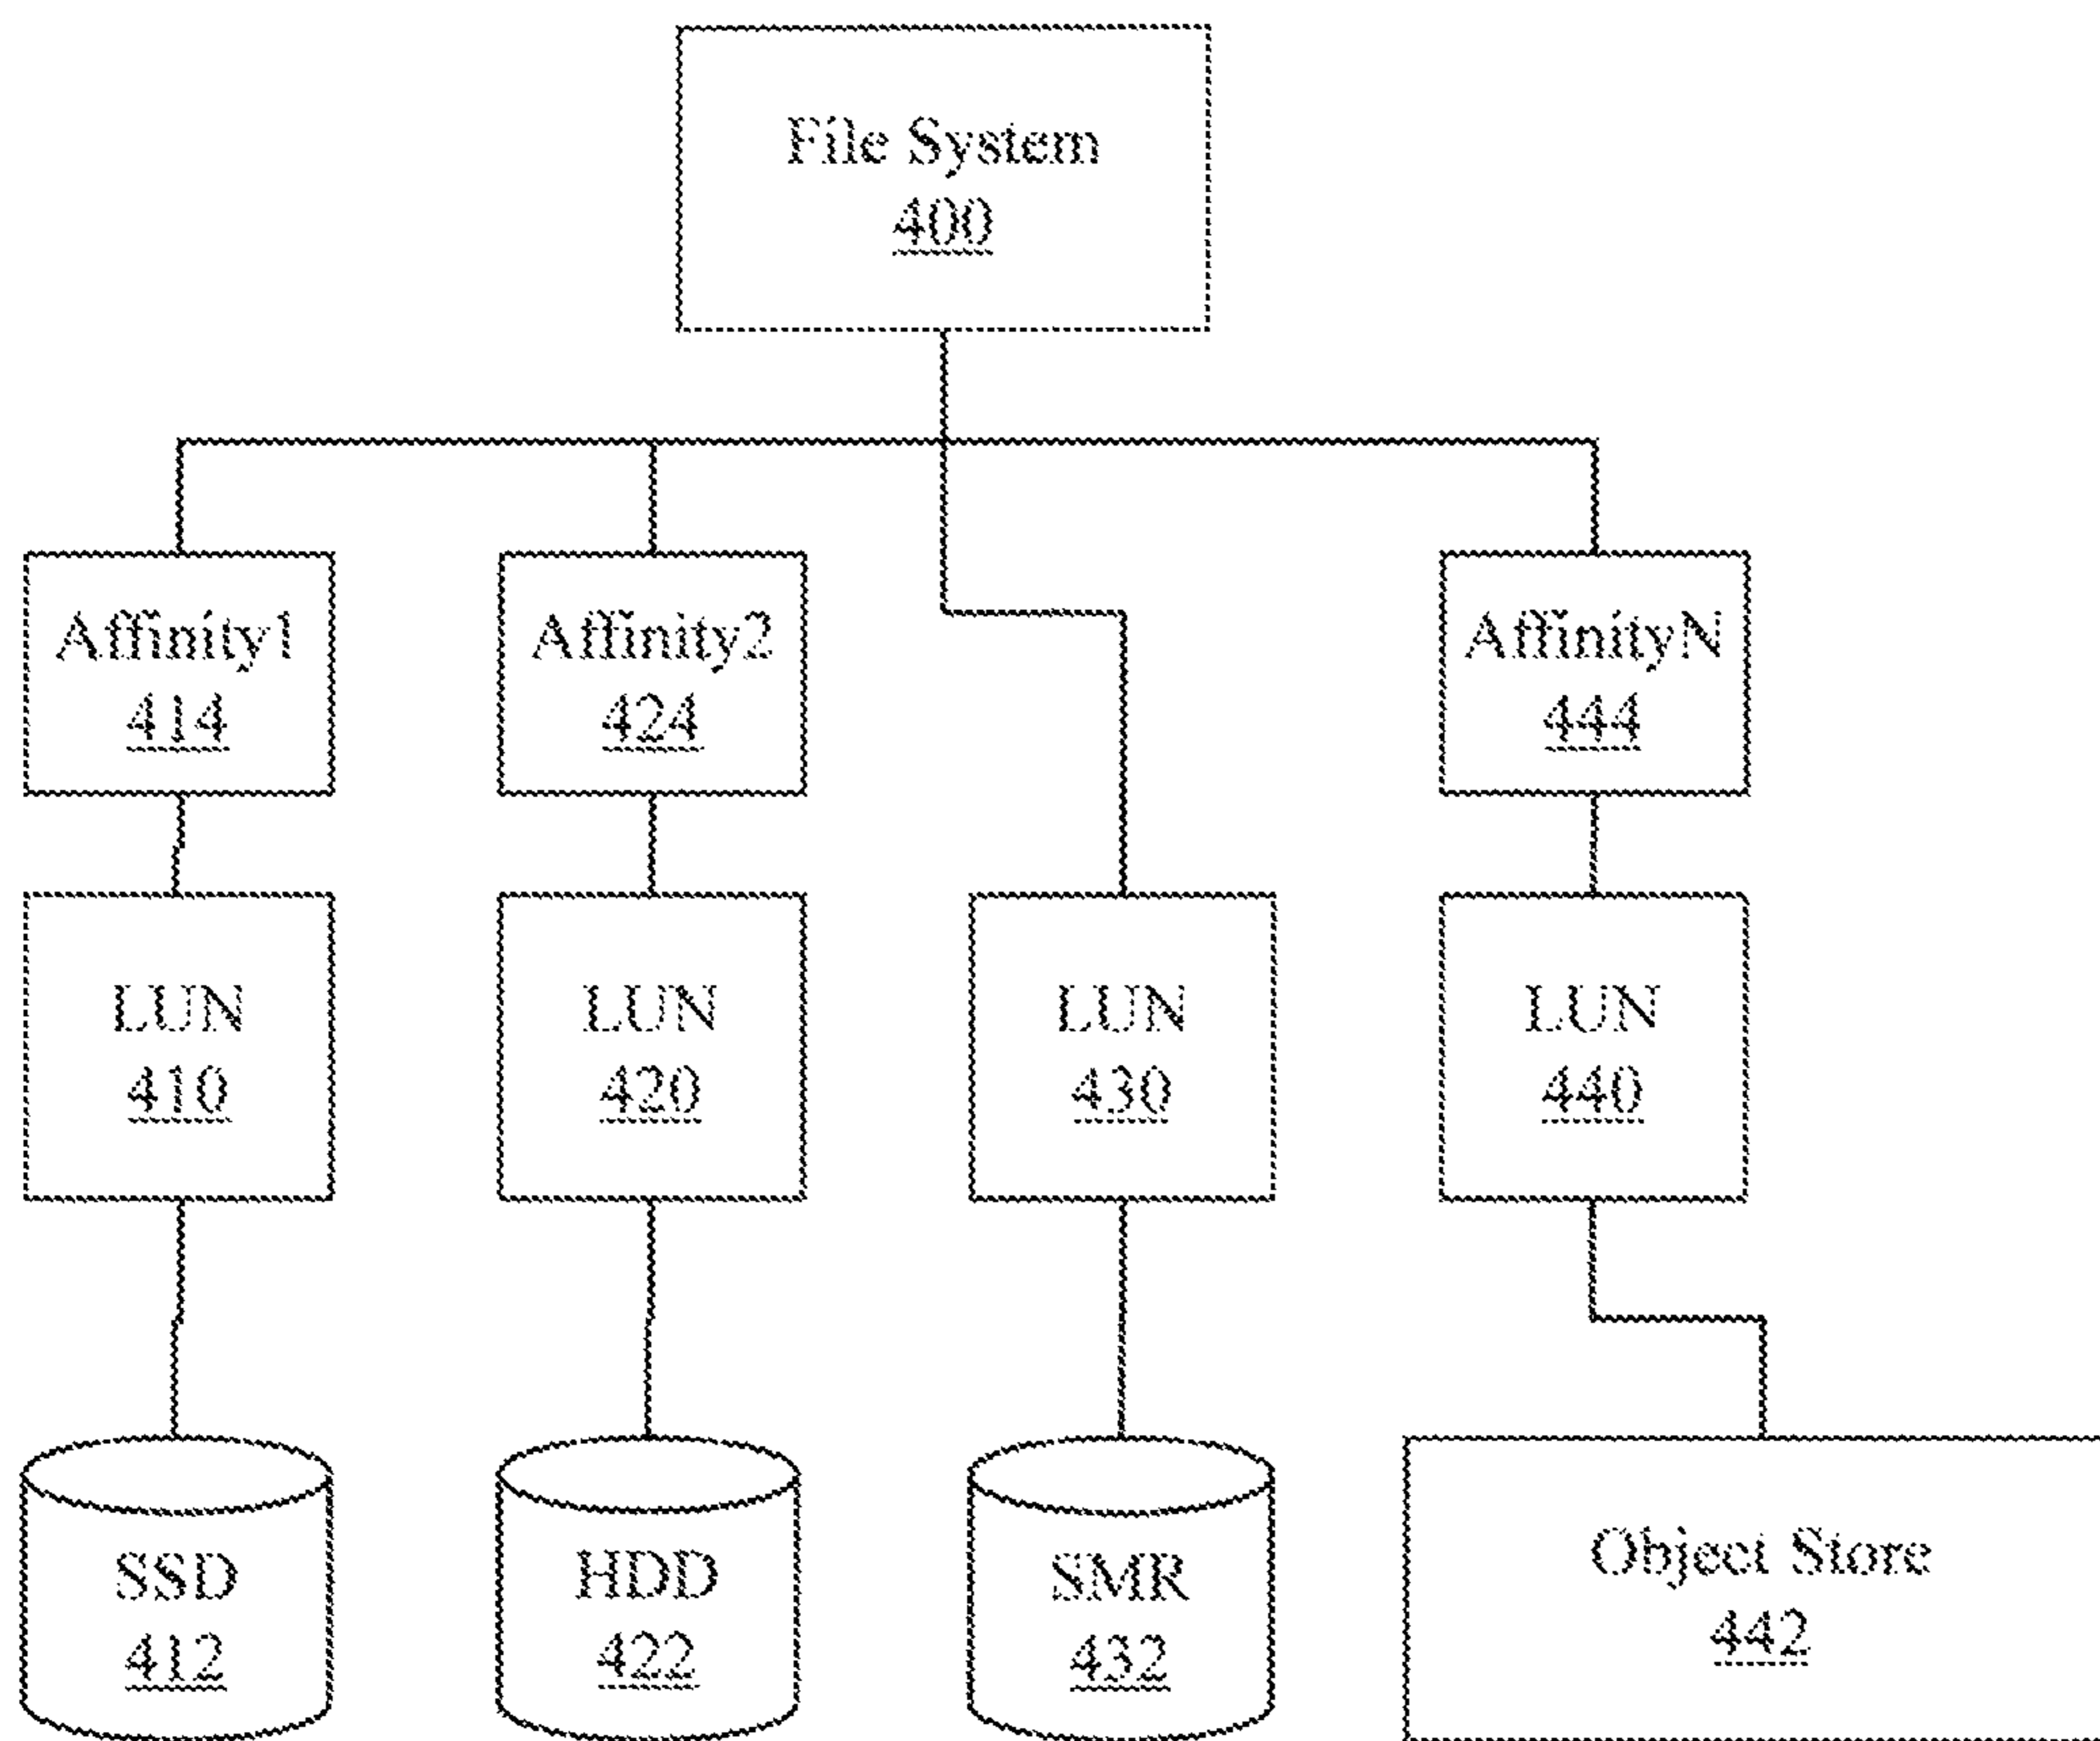 File System
400
Affinity1
414
Affinity2
424
AffinityN
444
LUN
410
LUN
420
LUN
430
LUN
440
SSD
412
HDD
422
SMR
432
Object Store
442